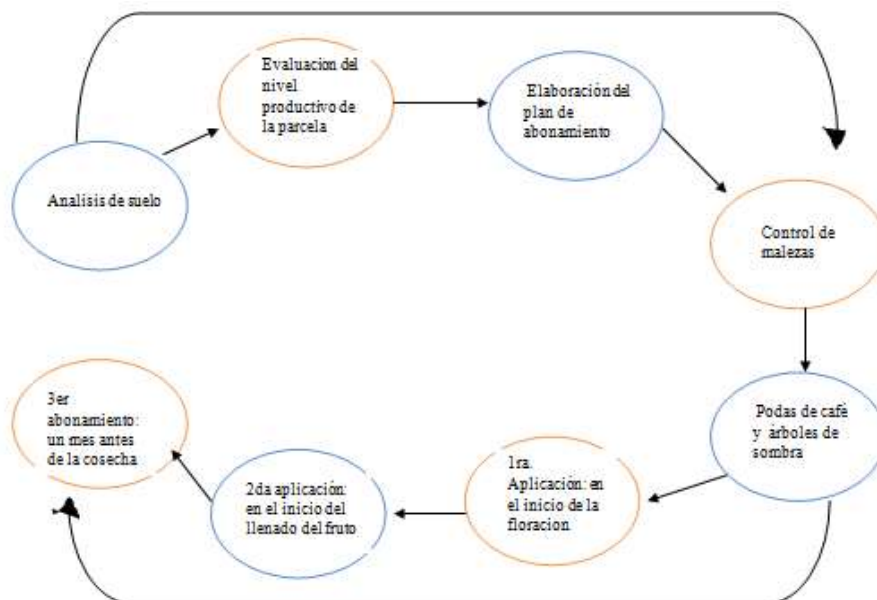 Evaluacion del
nivel
productivo de
la parcela
Elaboración del
plan de
abonamiento
Analisis de suelo
Control de
malezas
3er
abonamiento:
un mes antes
de la cosecha
Podas de café
y árboles de
sombra
1ra.
Aplicación: en
el inicio de la
floracion
2da aplicación:
en el inicio del
llenado del fruto